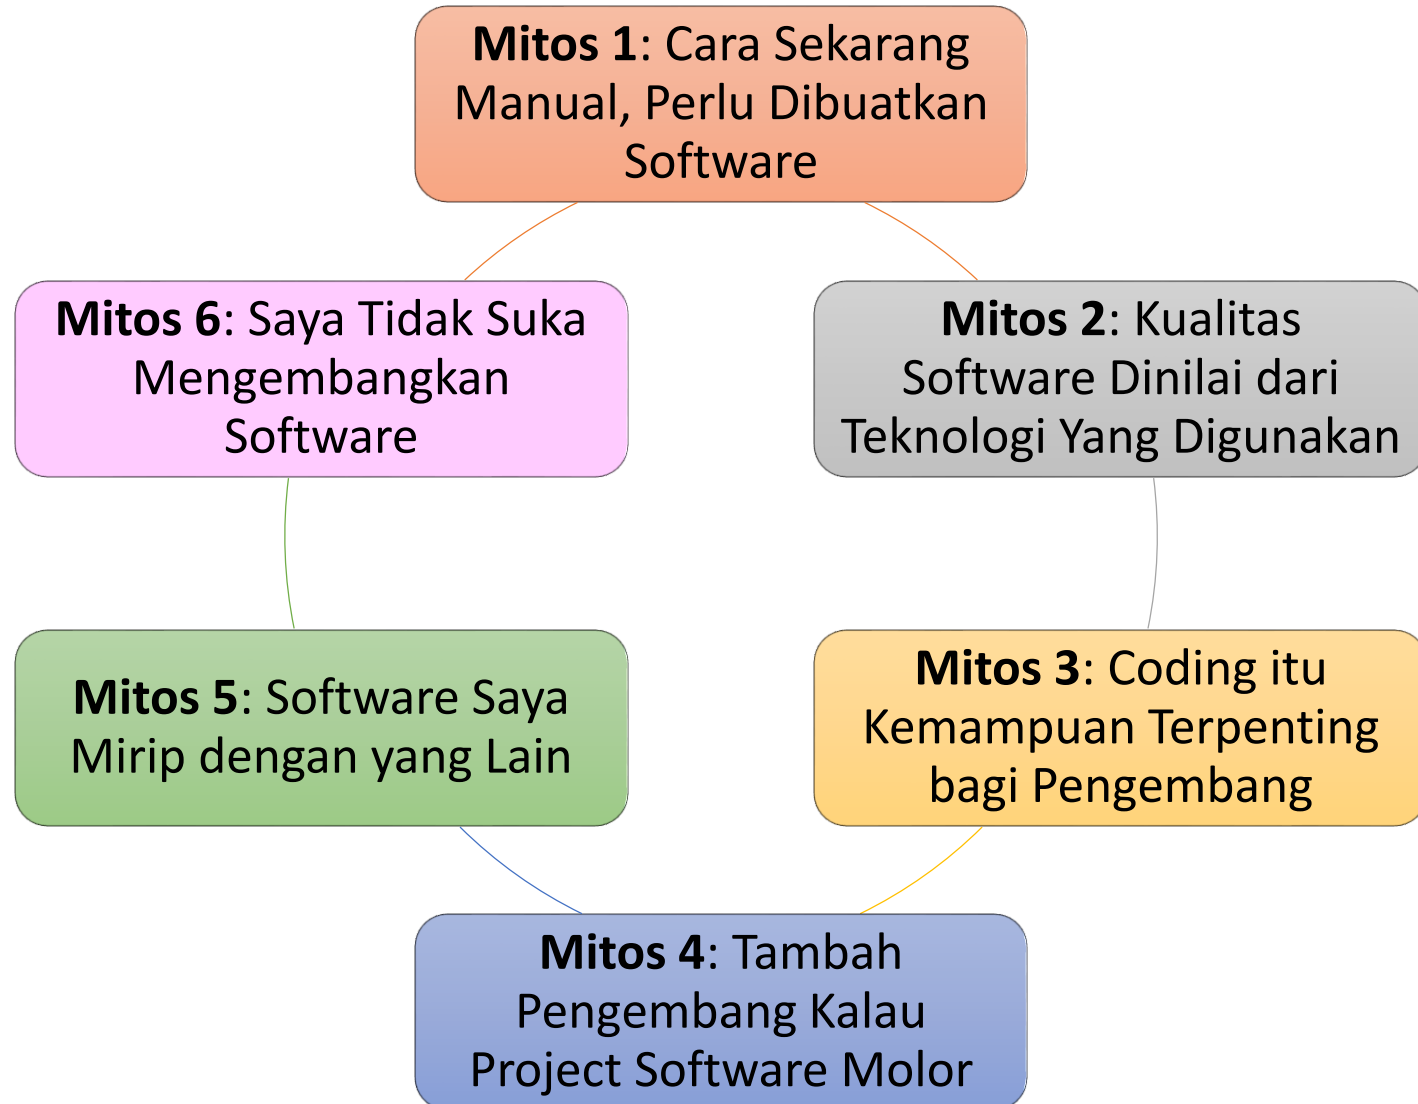 Mitos 1: Cara Sekarang
Manual, Perlu Dibuatkan
Software
Mitos 2: Kualitas
Software Dinilai dari
Teknologi Yang Digunakan
Mitos 3: Coding itu
Kemampuan Terpenting
bagi Pengembang
Mitos 4: Tambah
Pengembang Kalau
Project Software Molor
Mitos 5: Software Saya
Mirip dengan yang Lain
Mitos 6: Saya Tidak Suka
Mengembangkan
Software